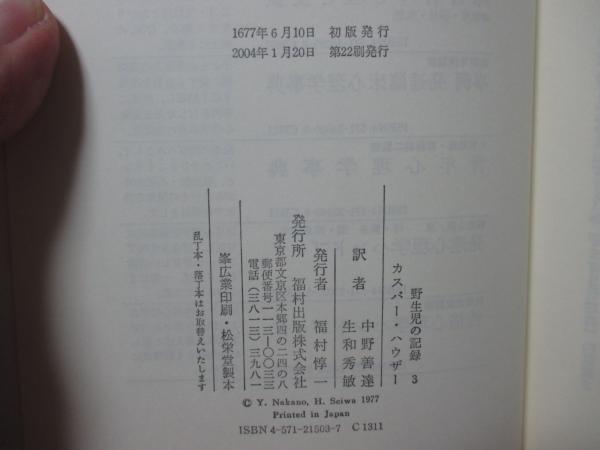 1677年6月10日 初版発行
2004年1月20日 第22刷発行
野生児の記録 3
カスパー・ハウザー
訳者 中野善達
生和秀敏
発行者 福村惇一
発行所 福村出版株式会社
東京都文京区本郷四の二四の八
郵便番号一一三―〇〇三三
電話(三八一三)三九八一
峯広業印刷・松栄堂製本
乱丁本・落丁本はお取替えいたします
© Y. Nakano, H. Seiwa 1977
Printed in Japan
ISBN 4-571-21503-7 C 1311